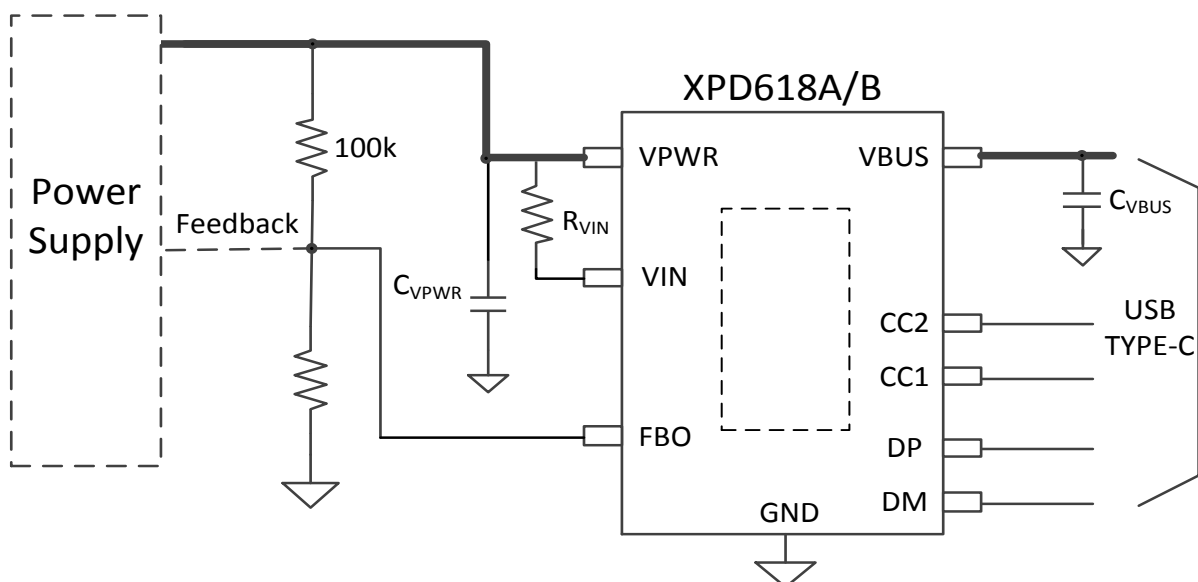 XPD618A/B
Power
Supply
100k
Feedback
VPWR
VBUS
RVIN
CVBUS
VIN
CVPWR
CC2
USB
TYPE-C
CC1
FBO
DP
DM
GND